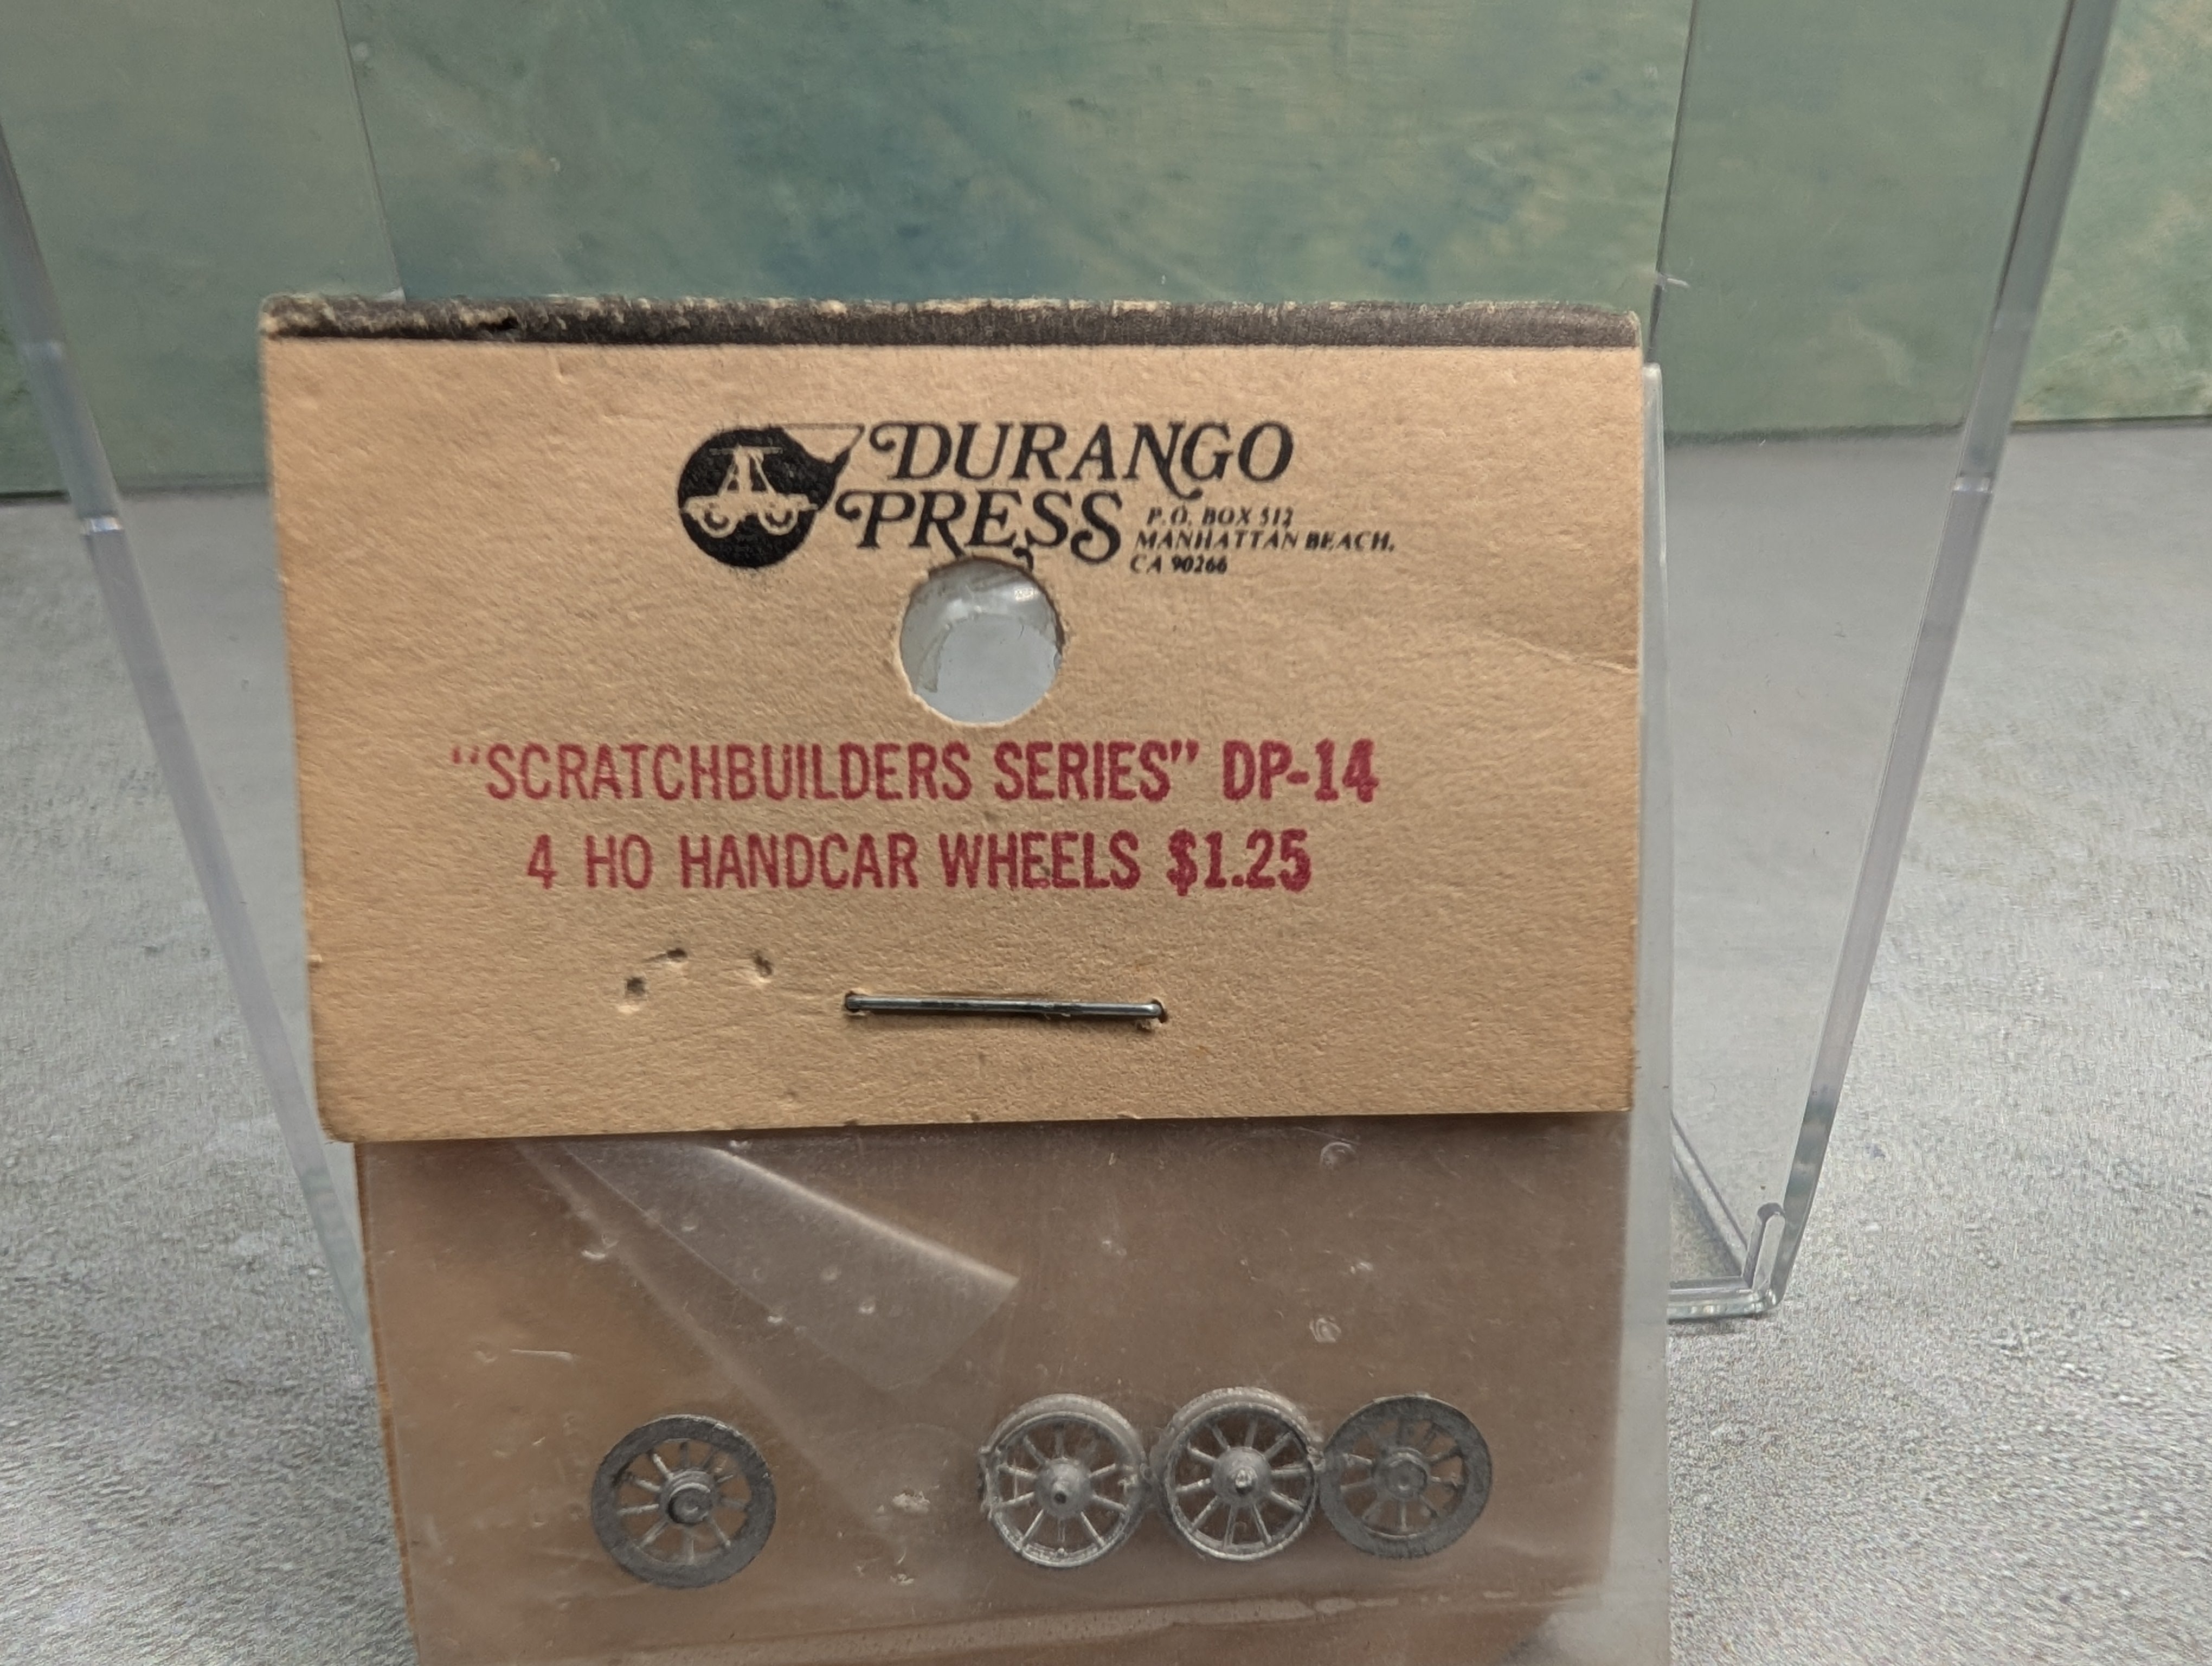 DURANGO
PRESS
P.O. BOX 512
MANHATTAN BEACH,
CA 90266
"SCRATCHBUILDERS SERIES" DP-14
4 HO HANDCAR WHEELS $1.25